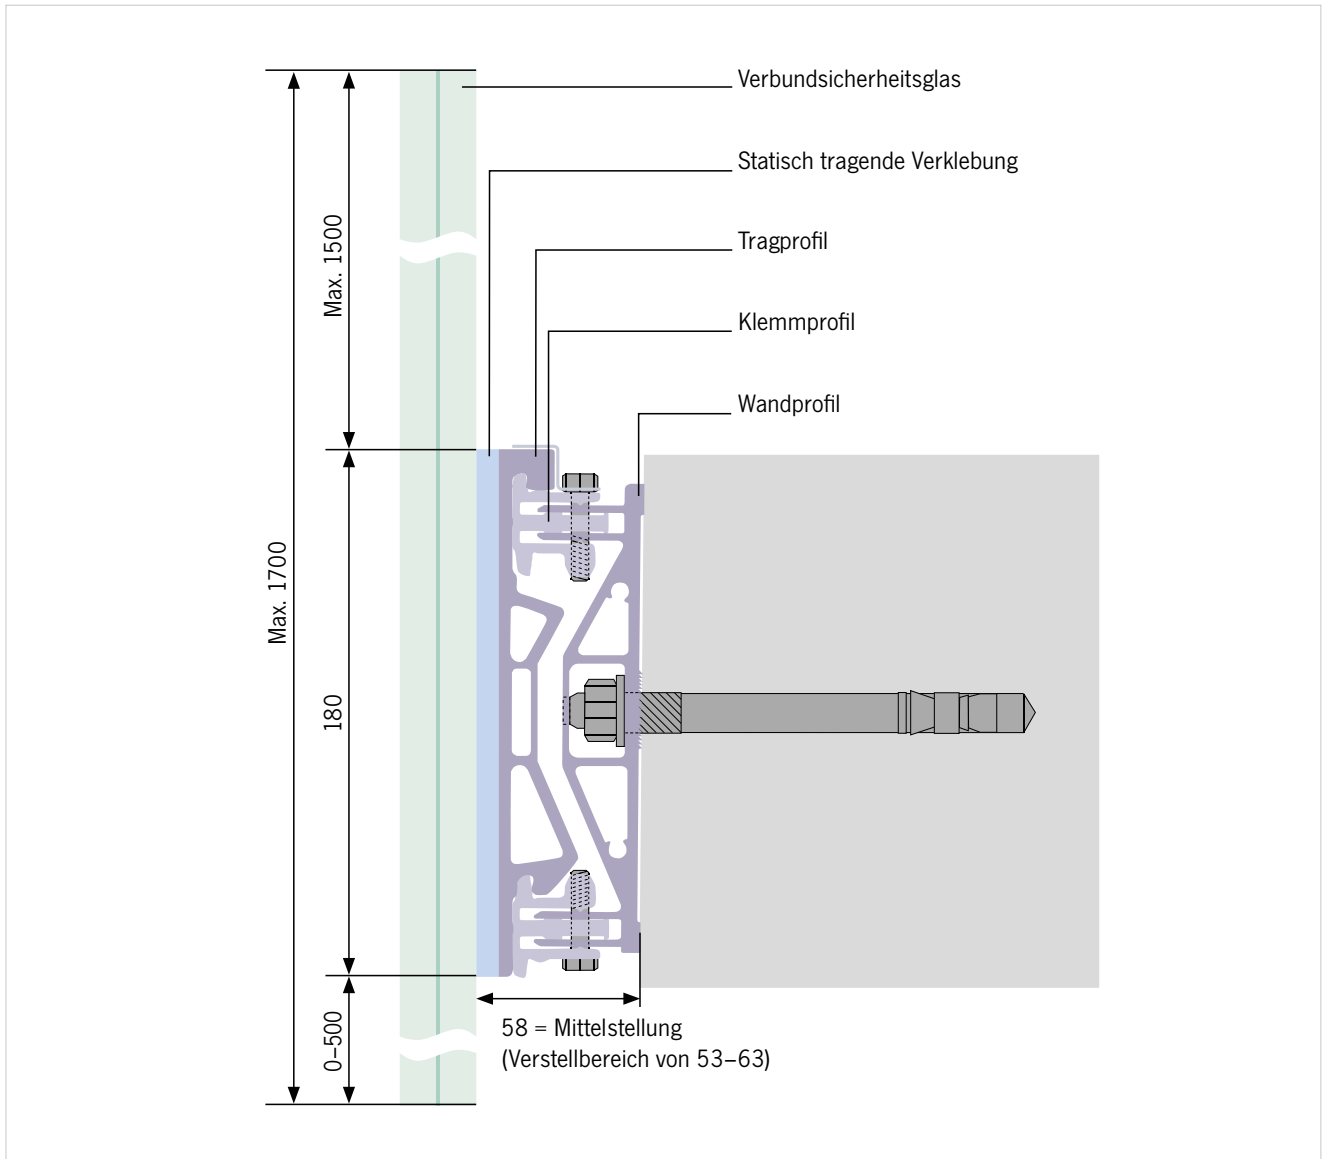 Verbundsicherheitsglas
Statisch tragende Verklebung
Tragprofil
Klemmprofil
Wandprofil
Max. 1500
Max. 1700
180
0–500
58 = Mittelstellung
(Verstellbereich von 53–63)